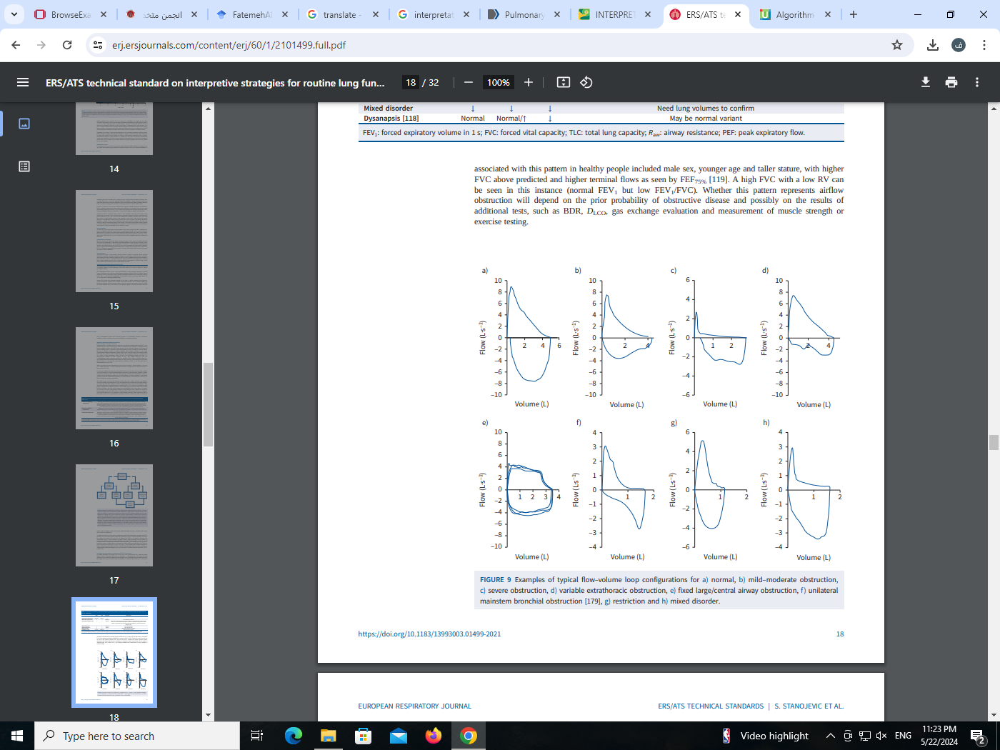 BrowseExa
انجمن متخد
FatemehAl
translate -
interpretat
Pulmonary
INTERPRET
ERS/ATS te
Algorithm
erj.ersjournals.com/content/erj/60/1/2101499.full.pdf
ERS/ATS technical standard on interpretive strategies for routine lung fun...
18 / 32
100%
14
15
16
17
18
Mixed disorder ↓ ↓ ↓ Need lung volumes to confirm
Dysanapsis [118] Normal Normal/↑ ↓ May be normal variant
FEV1: forced expiratory volume in 1 s; FVC: forced vital capacity; TLC: total lung capacity; Raw: airway resistance; PEF: peak expiratory flow.
associated with this pattern in healthy people included male sex, younger age and taller stature, with higher
FVC above predicted and higher terminal flows as seen by FEF75% [119]. A high FVC with a low RV can
be seen in this instance (normal FEV1 but low FEV1/FVC). Whether this pattern represents airflow
obstruction will depend on the prior probability of obstructive disease and possibly on the results of
additional tests, such as BDR, DLCO, gas exchange evaluation and measurement of muscle strength or
exercise testing.
a) b) c) d)
10 8 6 4 2 0 −2 −4 −6 −8 −10
2 4 6
Flow (L·s−1)
Volume (L)
10 8 6 4 2 0 −2 −4 −6 −8 −10
2 4
Flow (L·s−1)
Volume (L)
6 4 2 0 −2 −4 −6
1 2
Flow (L·s−1)
Volume (L)
10 8 6 4 2 0 −2 −4 −6 −8 −10
2 4
Flow (L·s−1)
Volume (L)
e) f) g) h)
10 8 6 4 2 0 −2 −4 −6 −8 −10
1 2 3 4
Flow (L·s−1)
Volume (L)
4 3 2 1 0 −1 −2 −3 −4
1 2
Flow (L·s−1)
Volume (L)
6 4 2 0 −2 −4 −6
1 2
Flow (L·s−1)
Volume (L)
4 3 2 1 0 −1 −2 −3 −4
1 2
Flow (L·s−1)
Volume (L)
FIGURE 9 Examples of typical flow–volume loop configurations for a) normal, b) mild–moderate obstruction,
c) severe obstruction, d) variable extrathoracic obstruction, e) fixed large/central airway obstruction, f) unilateral
mainstem bronchial obstruction [179], g) restriction and h) mixed disorder.
https://doi.org/10.1183/13993003.01499-2021 18
EUROPEAN RESPIRATORY JOURNAL ERS/ATS TECHNICAL STANDARDS | S. STANOJEVIC ET AL.
Type here to search
Video highlight
ENG
11:23 PM
5/22/2024
2